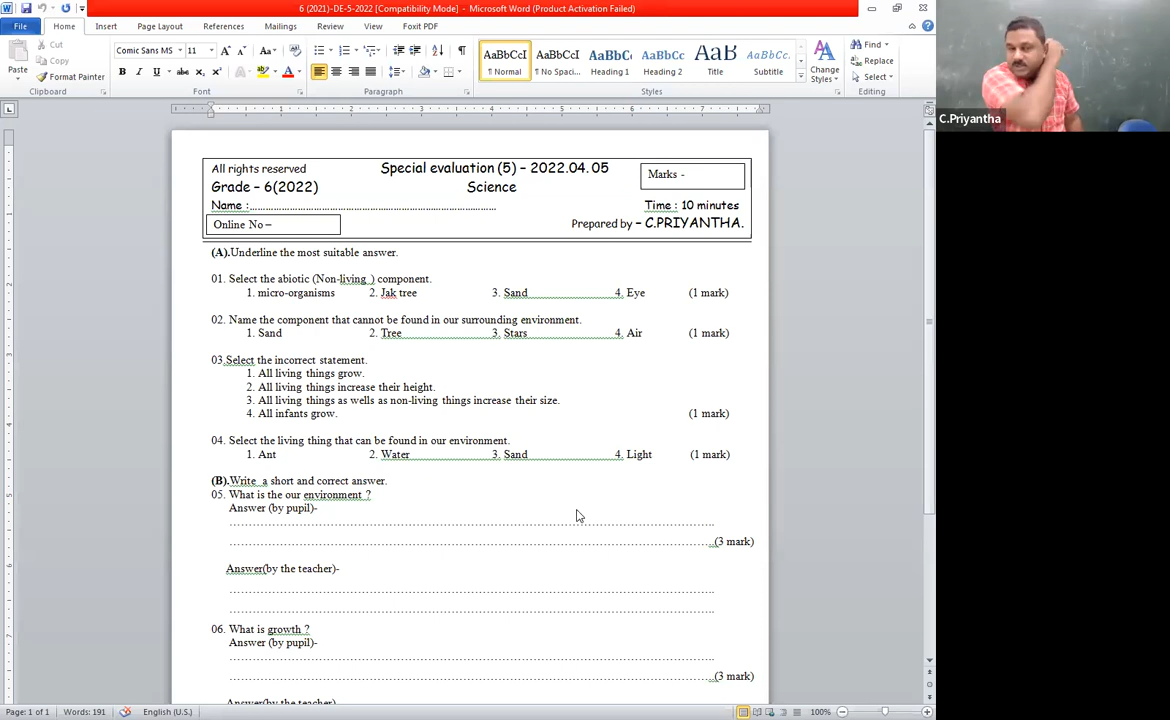 6 (2021)-DE-5-2022 [Compatibility Mode] - Microsoft Word (Product Activation Failed)
File Home Insert Page Layout References Mailings Review View Foxit PDF
Paste Cut Copy Format Painter Clipboard
Comic Sans MS 11 Font
Paragraph
AaBbCcI AaBbCcI AaBbC AaBbCc AaB AaBbCc.
¶ Normal ¶ No Spaci... Heading 1 Heading 2 Title Subtitle Change Styles Styles
Find Replace Select Editing
C.Priyantha
All rights reserved Special evaluation (5) – 2022.04. 05 Marks -
Grade – 6(2022) Science
Name :........................................................................................... Time : 10 minutes
Online No – Prepared by – C.PRIYANTHA.
(A).Underline the most suitable answer.
01. Select the abiotic (Non-living ) component.
1. micro-organisms 2. Jak tree 3. Sand 4. Eye (1 mark)
02. Name the component that cannot be found in our surrounding environment.
1. Sand 2. Tree 3. Stars 4. Air (1 mark)
03.Select the incorrect statement.
1. All living things grow.
2. All living things increase their height.
3. All living things as wells as non-living things increase their size.
4. All infants grow. (1 mark)
04. Select the living thing that can be found in our environment.
1. Ant 2. Water 3. Sand 4. Light (1 mark)
(B).Write a short and correct answer.
05. What is the our environment ?
Answer (by pupil)-
...........................................................................................
...........................................................................................(3 mark)
Answer(by the teacher)-
...........................................................................................
...........................................................................................
06. What is growth ?
Answer (by pupil)-
...........................................................................................
...........................................................................................(3 mark)
Answer(by the teacher)-
Page: 1 of 1 Words: 191 English (U.S.) 100%